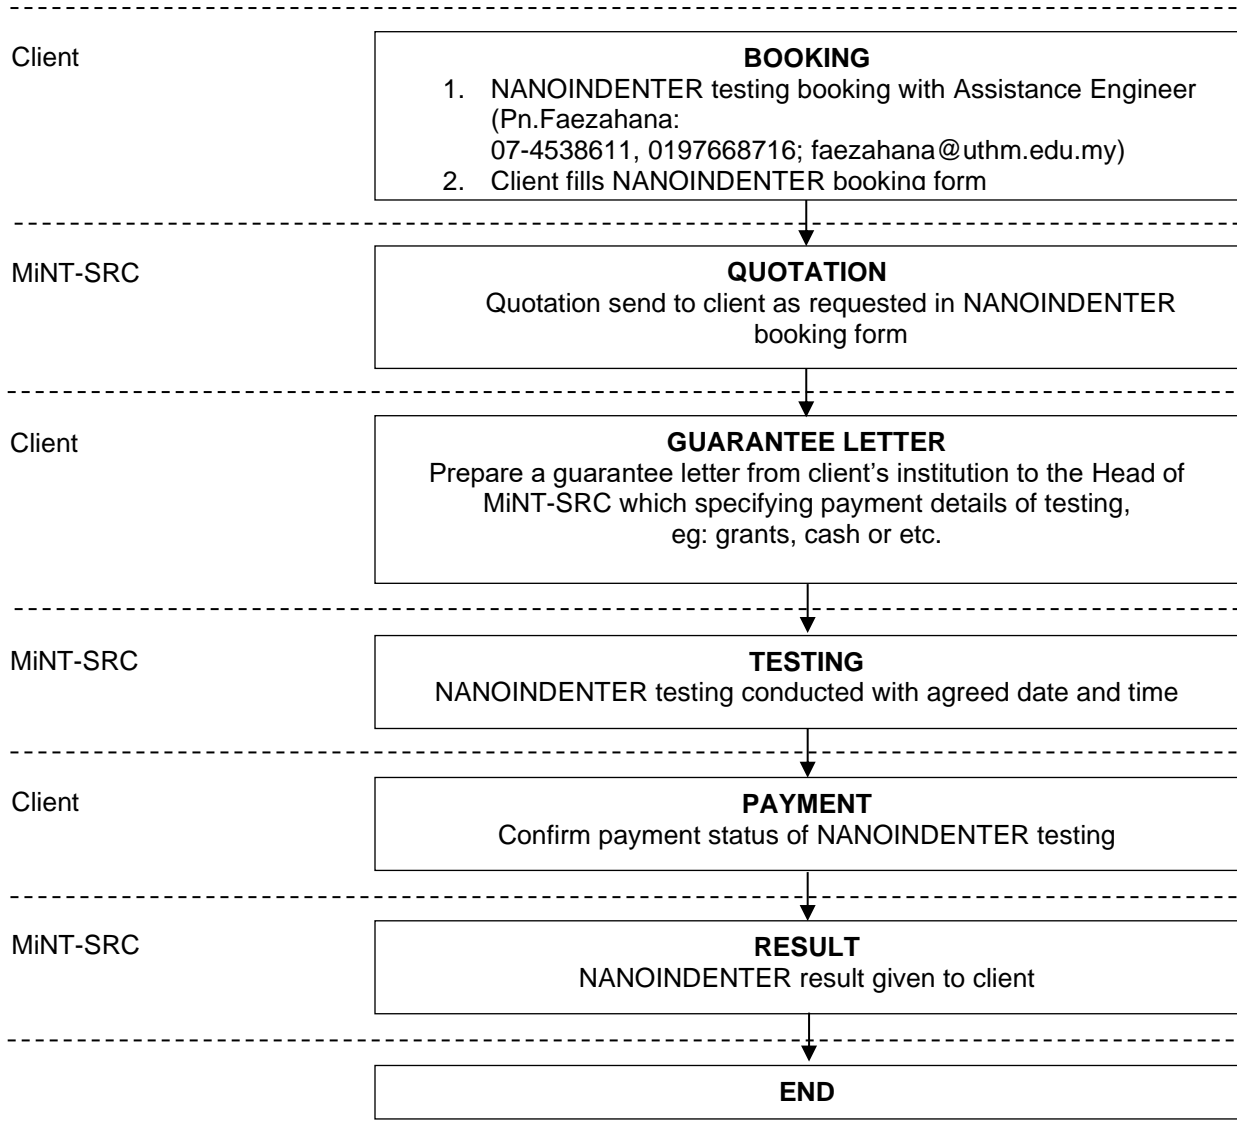 Client
BOOKING
1. NANOINDENTER testing booking with Assistance Engineer
(Pn.Faezahana:
07-4538611, 0197668716; faezahana@uthm.edu.my)
2. Client fills NANOINDENTER booking form
MiNT-SRC
QUOTATION
Quotation send to client as requested in NANOINDENTER
booking form
Client
GUARANTEE LETTER
Prepare a guarantee letter from client’s institution to the Head of
MiNT-SRC which specifying payment details of testing,
eg: grants, cash or etc.
MiNT-SRC
TESTING
NANOINDENTER testing conducted with agreed date and time
Client
PAYMENT
Confirm payment status of NANOINDENTER testing
MiNT-SRC
RESULT
NANOINDENTER result given to client
END